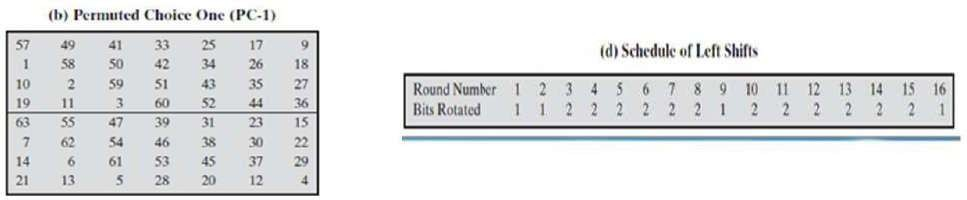 (b) Permuted Choice One (PC-1)
57 49 41 33 25 17 9
1 58 50 42 34 26 18
10 2 59 51 43 35 27
19 11 3 60 52 44 36
63 55 47 39 31 23 15
7 62 54 46 38 30 22
14 6 61 53 45 37 29
21 13 5 28 20 12 4
(d) Schedule of Left Shifts
Round Number 1 2 3 4 5 6 7 8 9 10 11 12 13 14 15 16
Bits Rotated 1 1 2 2 2 2 2 2 1 2 2 2 2 2 2 1